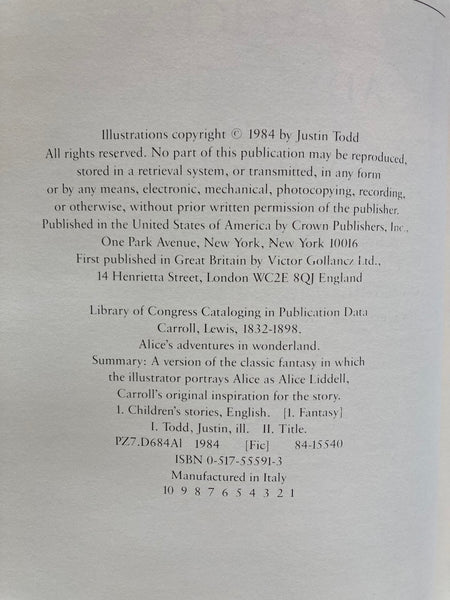 Illustrations copyright © 1984 by Justin Todd
All rights reserved. No part of this publication may be reproduced,
stored in a retrieval system, or transmitted, in any form
or by any means, electronic, mechanical, photocopying, recording,
or otherwise, without prior written permission of the publisher.
Published in the United States of America by Crown Publishers, Inc.,
One Park Avenue, New York, New York 10016
First published in Great Britain by Victor Gollancz Ltd.,
14 Henrietta Street, London WC2E 8QJ England
Library of Congress Cataloging in Publication Data
Carroll, Lewis, 1832-1898.
Alice's adventures in wonderland.
Summary: A version of the classic fantasy in which
the illustrator portrays Alice as Alice Liddell,
Carroll's original inspiration for the story.
1. Children's stories, English. [1. Fantasy]
I. Todd, Justin, ill. II. Title.
PZ7.D684Al 1984 [Fic] 84-15540
ISBN 0-517-55591-3
Manufactured in Italy
10 9 8 7 6 5 4 3 2 1